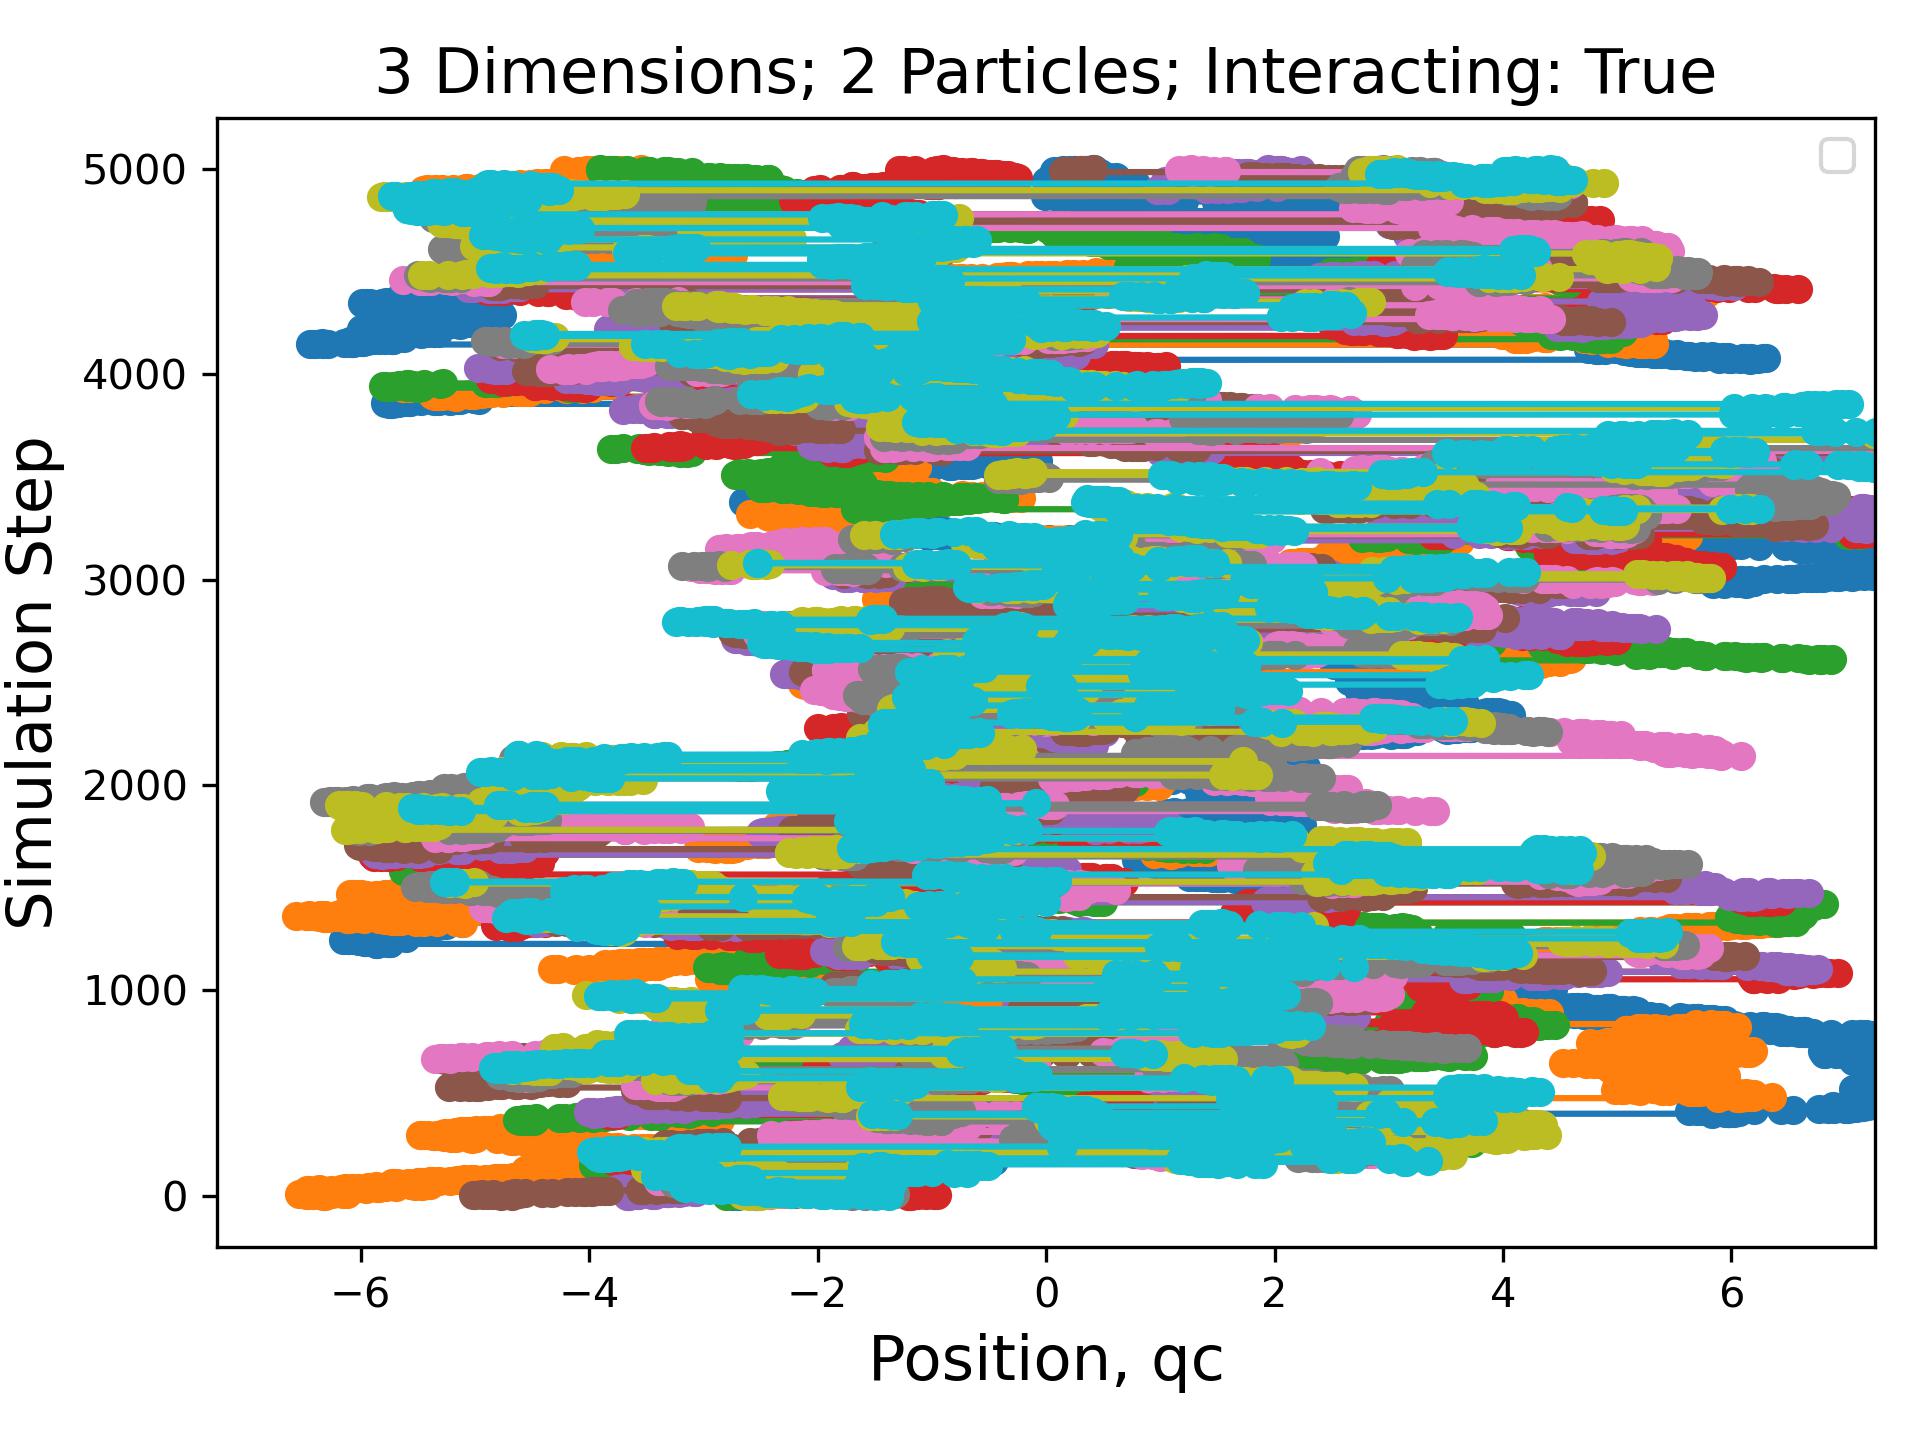 3 Dimensions; 2 Particles; Interacting: True
5000
4000
3000
2000
1000
0
Simulation Step
−6 −4 −2 0 2 4 6
Position, qc